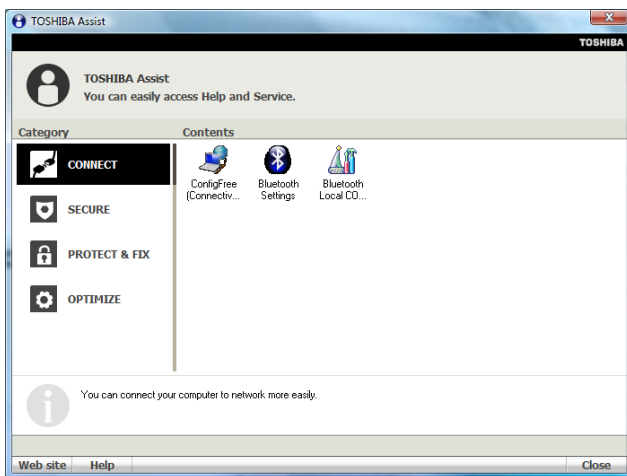 TOSHIBA Assist
TOSHIBA
TOSHIBA Assist
You can easily access Help and Service.
Category
Contents
CONNECT
SECURE
PROTECT & FIX
OPTIMIZE
ConfigFree
(Connectiv...
Bluetooth
Settings
Bluetooth
Local CO...
You can connect your computer to network more easily.
Web site Help Close